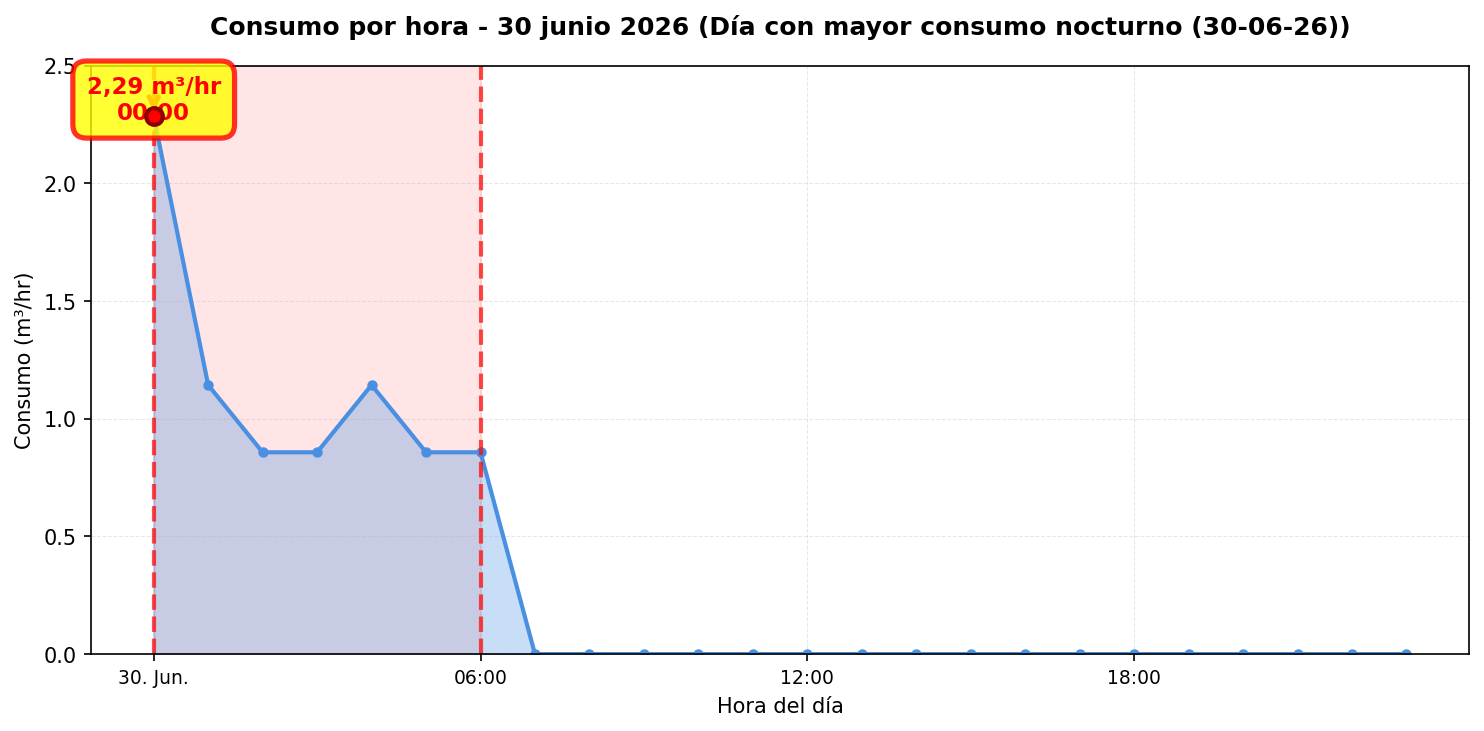 Consumo por hora - 30 junio 2026 (Día con mayor consumo nocturno (30-06-26))
2,29 m³/hr
00:00
Consumo (m³/hr)
2.5
2.0
1.5
1.0
0.5
0.0
30. Jun.
06:00
12:00
18:00
Hora del día